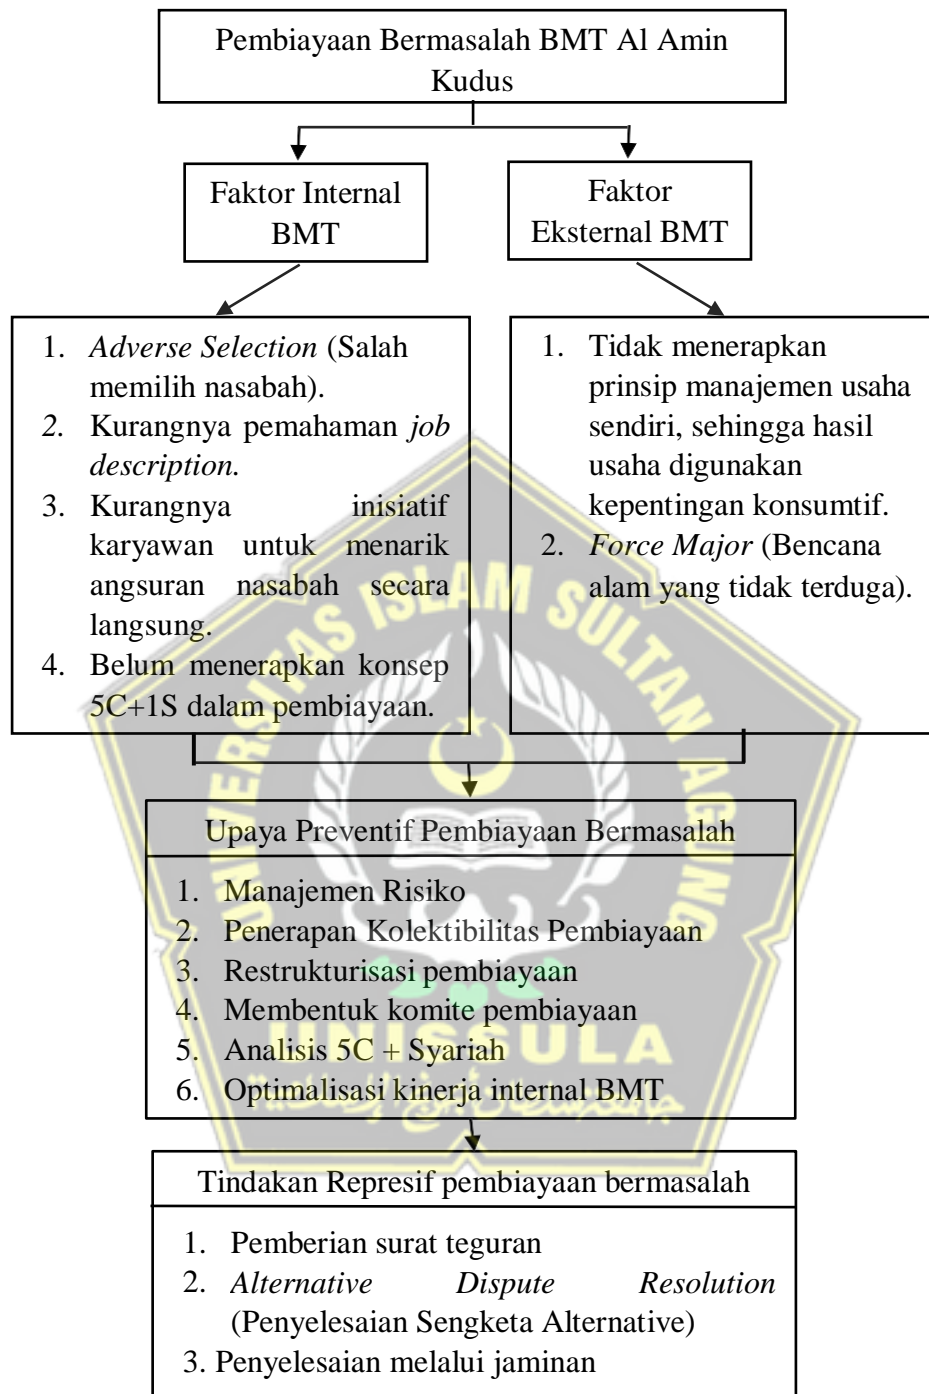 Pembiayaan Bermasalah BMT Al Amin
Kudus
Faktor Internal
BMT
Faktor
Eksternal BMT
1. Adverse Selection (Salah
memilih nasabah).
2. Kurangnya pemahaman job
description.
3. Kurangnya inisiatif
karyawan untuk menarik
angsuran nasabah secara
langsung.
4. Belum menerapkan konsep
5C+1S dalam pembiayaan.
1. Tidak menerapkan
prinsip manajemen usaha
sendiri, sehingga hasil
usaha digunakan
kepentingan konsumtif.
2. Force Major (Bencana
alam yang tidak terduga).
Upaya Preventif Pembiayaan Bermasalah
1. Manajemen Risiko
2. Penerapan Kolektibilitas Pembiayaan
3. Restrukturisasi pembiayaan
4. Membentuk komite pembiayaan
5. Analisis 5C + Syariah
6. Optimalisasi kinerja internal BMT
Tindakan Represif pembiayaan bermasalah
1. Pemberian surat teguran
2. Alternative Dispute Resolution
(Penyelesaian Sengketa Alternative)
3. Penyelesaian melalui jaminan
UNIVERSITAS ISLAM SULTAN AGUNG
UNISSULA